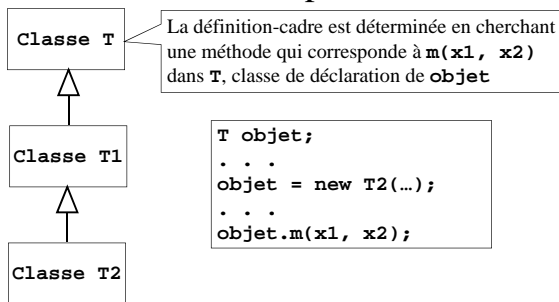 Classe T
La définition-cadre est déterminée en cherchant
une méthode qui corresponde à m(x1, x2)
dans T, classe de déclaration de objet
Classe T1
T objet;
. . .
objet = new T2(…);
. . .
objet.m(x1, x2);
Classe T2